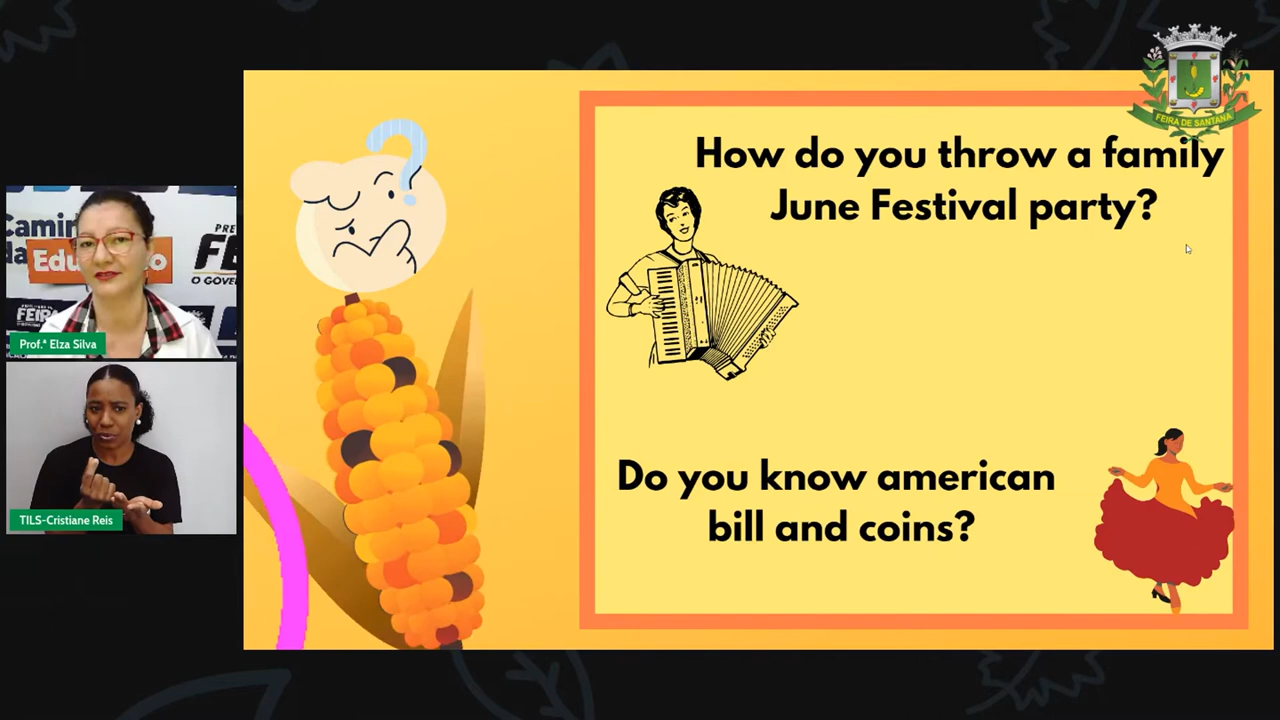 How do you throw a family
June Festival party?
Do you know american
bill and coins?
FEIRA DE SANTANA
Prof.ª Elza Silva
TILS-Cristiane Reis